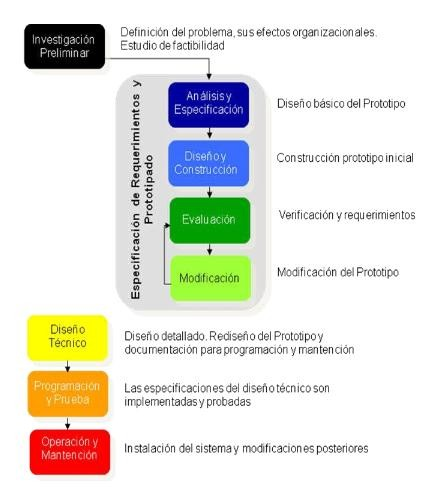 Investigación
Preliminar
Definición del problema, sus efectos organizacionales.
Estudio de factibilidad
Especificación de Requerimientos y
Prototipado
Análisis y
Especificación
Diseño básico del Prototipo
Diseño y
Construcción
Construcción prototipo inicial
Evaluación
Verificación y requerimientos
Modificación
Modificación del Prototipo
Diseño
Técnico
Diseño detallado. Rediseño del Prototipo y
documentación para programación y mantención
Programación
y Prueba
Las especificaciones del diseño técnico son
implementadas y probadas
Operación y
Mantención
Instalación del sistema y modificaciones posteriores